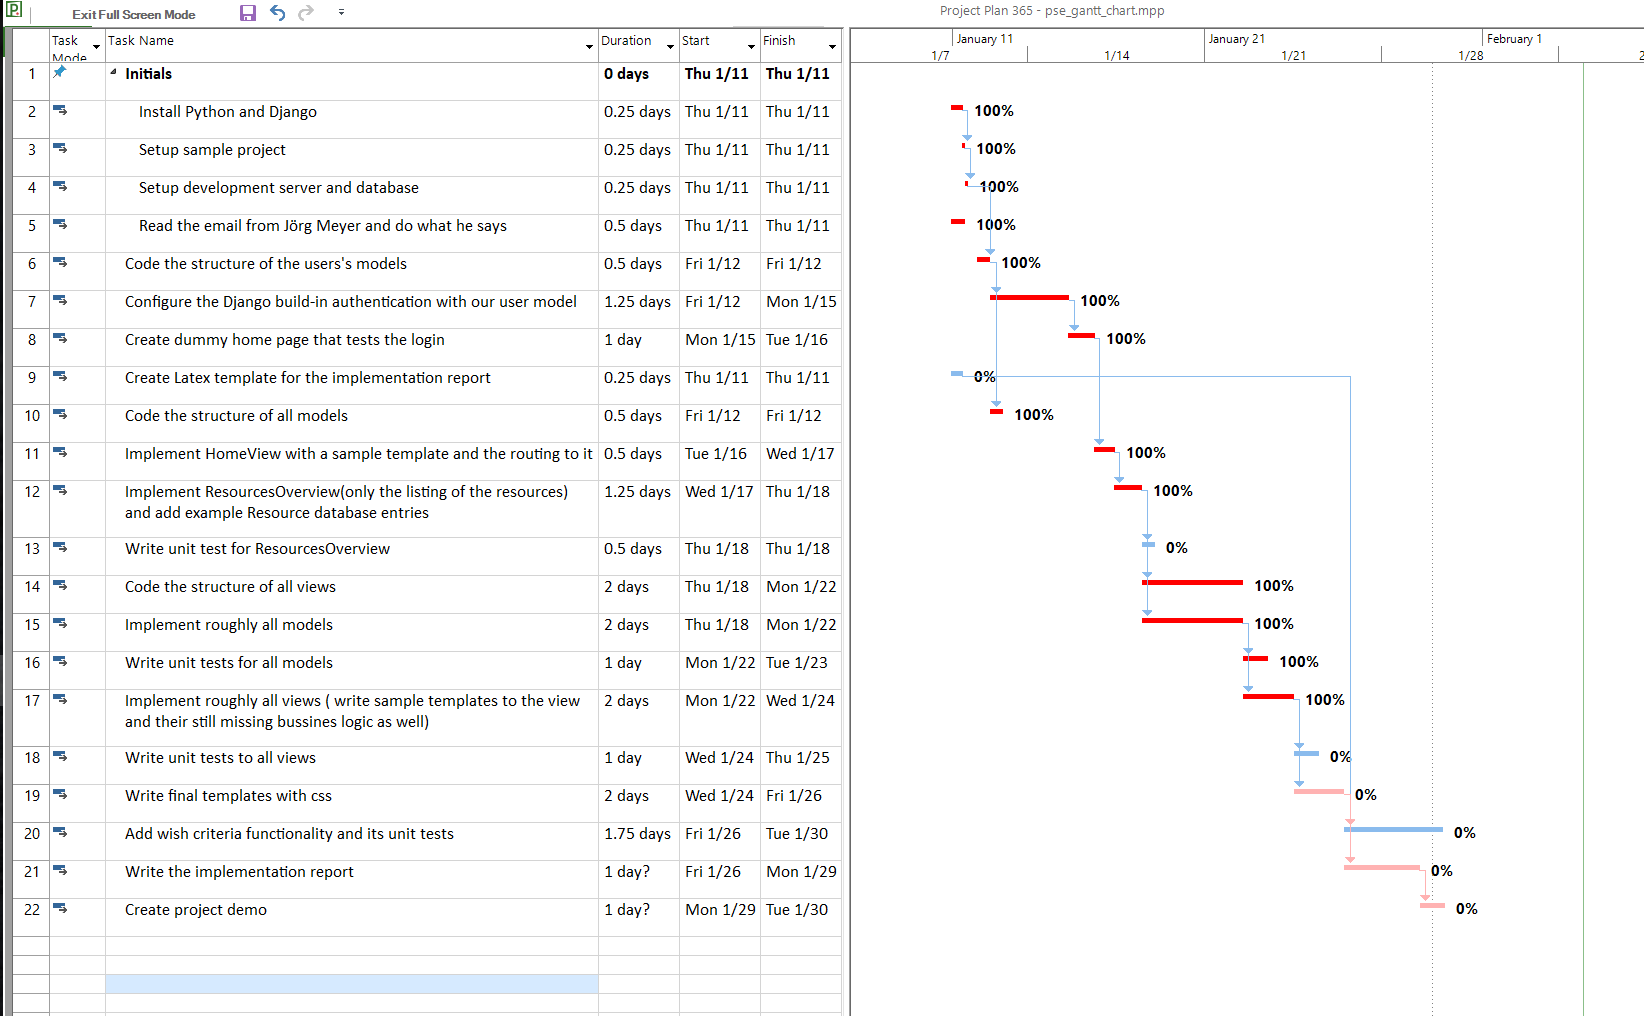 Exit Full Screen Mode
Project Plan 365 - pse_gantt_chart.mpp
Task Mode Task Name Duration Start Finish
January 11 January 21 February 1
1/7 1/14 1/21 1/28 2
1 Initials 0 days Thu 1/11 Thu 1/11
2 Install Python and Django 0.25 days Thu 1/11 Thu 1/11 100%
3 Setup sample project 0.25 days Thu 1/11 Thu 1/11 100%
4 Setup development server and database 0.25 days Thu 1/11 Thu 1/11 100%
5 Read the email from Jörg Meyer and do what he says 0.5 days Thu 1/11 Thu 1/11 100%
6 Code the structure of the users's models 0.5 days Fri 1/12 Fri 1/12 100%
7 Configure the Django build-in authentication with our user model 1.25 days Fri 1/12 Mon 1/15 100%
8 Create dummy home page that tests the login 1 day Mon 1/15 Tue 1/16 100%
9 Create Latex template for the implementation report 0.25 days Thu 1/11 Thu 1/11 0%
10 Code the structure of all models 0.5 days Fri 1/12 Fri 1/12 100%
11 Implement HomeView with a sample template and the routing to it 0.5 days Tue 1/16 Wed 1/17 100%
12 Implement ResourcesOverview(only the listing of the resources) 1.25 days Wed 1/17 Thu 1/18 100%
and add example Resource database entries
13 Write unit test for ResourcesOverview 0.5 days Thu 1/18 Thu 1/18 0%
14 Code the structure of all views 2 days Thu 1/18 Mon 1/22 100%
15 Implement roughly all models 2 days Thu 1/18 Mon 1/22 100%
16 Write unit tests for all models 1 day Mon 1/22 Tue 1/23 100%
17 Implement roughly all views ( write sample templates to the view 2 days Mon 1/22 Wed 1/24 100%
and their still missing bussines logic as well)
18 Write unit tests to all views 1 day Wed 1/24 Thu 1/25 0%
19 Write final templates with css 2 days Wed 1/24 Fri 1/26 0%
20 Add wish criteria functionality and its unit tests 1.75 days Fri 1/26 Tue 1/30 0%
21 Write the implementation report 1 day? Fri 1/26 Mon 1/29 0%
22 Create project demo 1 day? Mon 1/29 Tue 1/30 0%